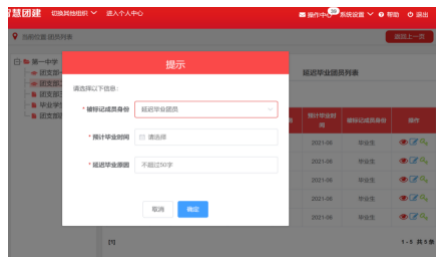 智慧团建 切换其他组织 进入个人中心
操作中心 39 系统设置 帮助 退出
当前位置:团员列表
返回上一页
第一中学
团支部
团支部
团支部
毕业学生
团支部
延迟毕业团员列表
预计毕业时间
被标记成员身份
操作
2021-06 毕业生
2021-06 毕业生
2021-06 毕业生
2021-06 毕业生
2021-06 毕业生
[1]
1 - 5 共 5 条
提示
请选择以下信息:
* 被标记成员身份 延迟毕业团员
* 预计毕业时间 请选择
* 延迟毕业原因 不超过50字
取消 确定